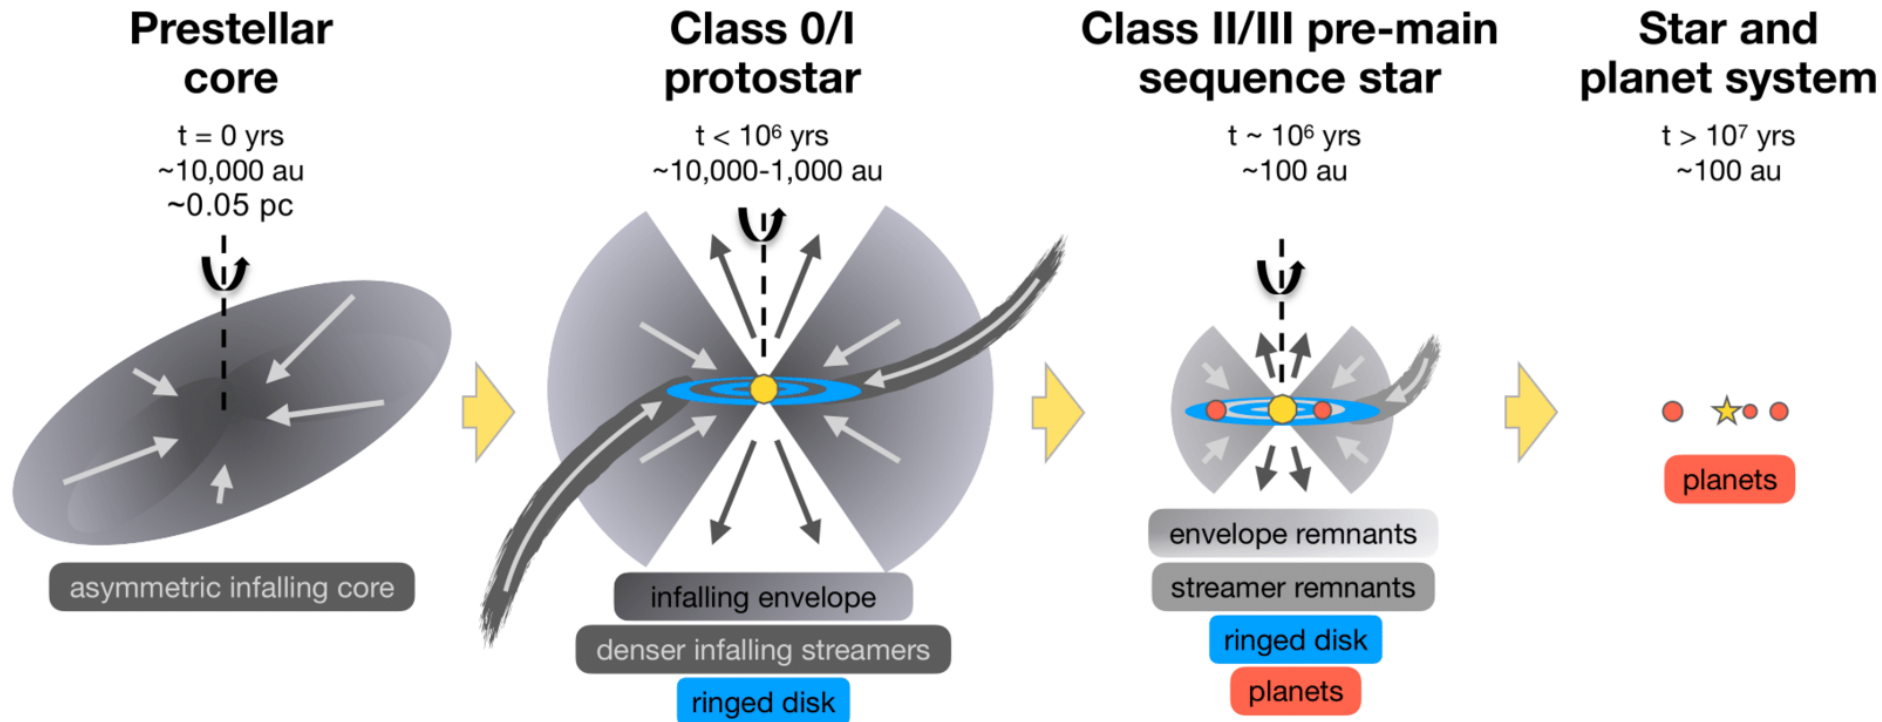 Prestellar
core
t = 0 yrs
~10,000 au
~0.05 pc
asymmetric infalling core
Class 0/I
protostar
t < 10⁶ yrs
~10,000-1,000 au
infalling envelope
denser infalling streamers
ringed disk
Class II/III pre-main
sequence star
t ~ 10⁶ yrs
~100 au
envelope remnants
streamer remnants
ringed disk
planets
Star and
planet system
t > 10⁷ yrs
~100 au
planets